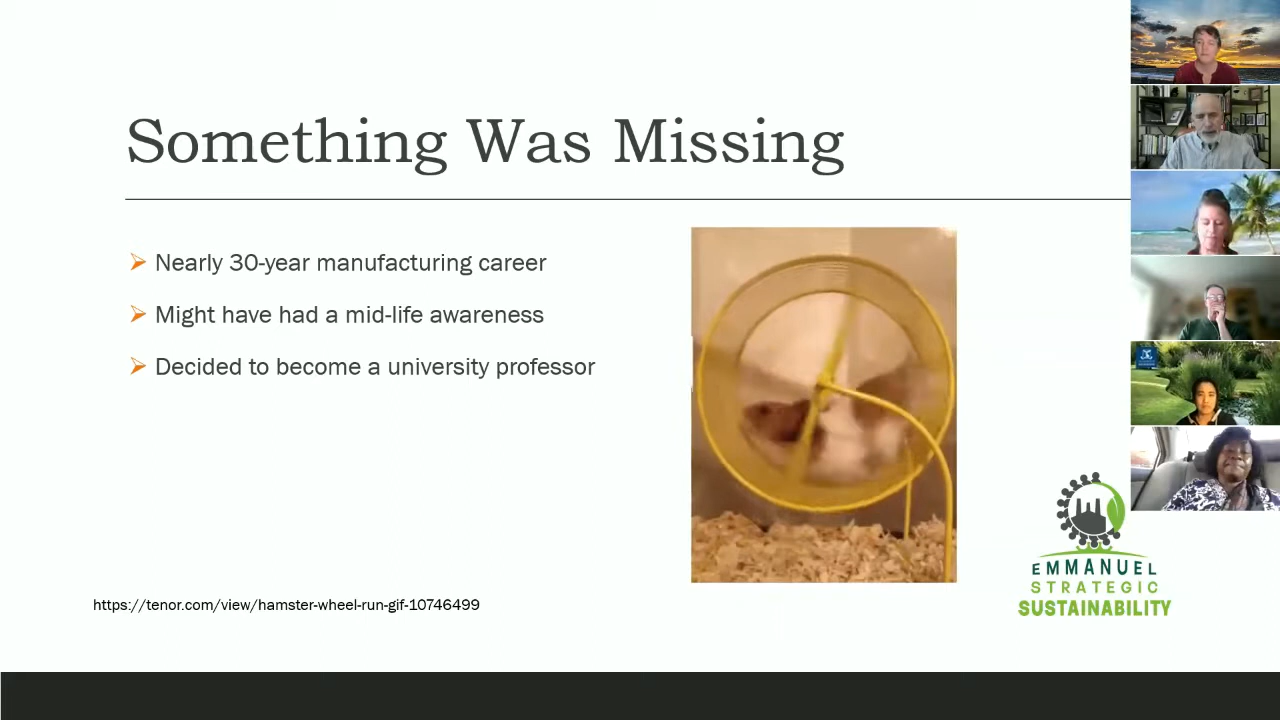 Something Was Missing
Nearly 30-year manufacturing career
Might have had a mid-life awareness
Decided to become a university professor
https://tenor.com/view/hamster-wheel-run-gif-10746499
EMMANUEL
STRATEGIC
SUSTAINABILITY